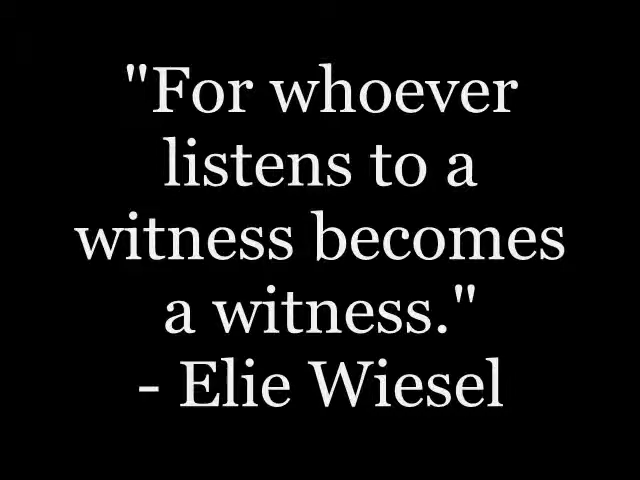 "For whoever
listens to a
witness becomes
a witness."
- Elie Wiesel